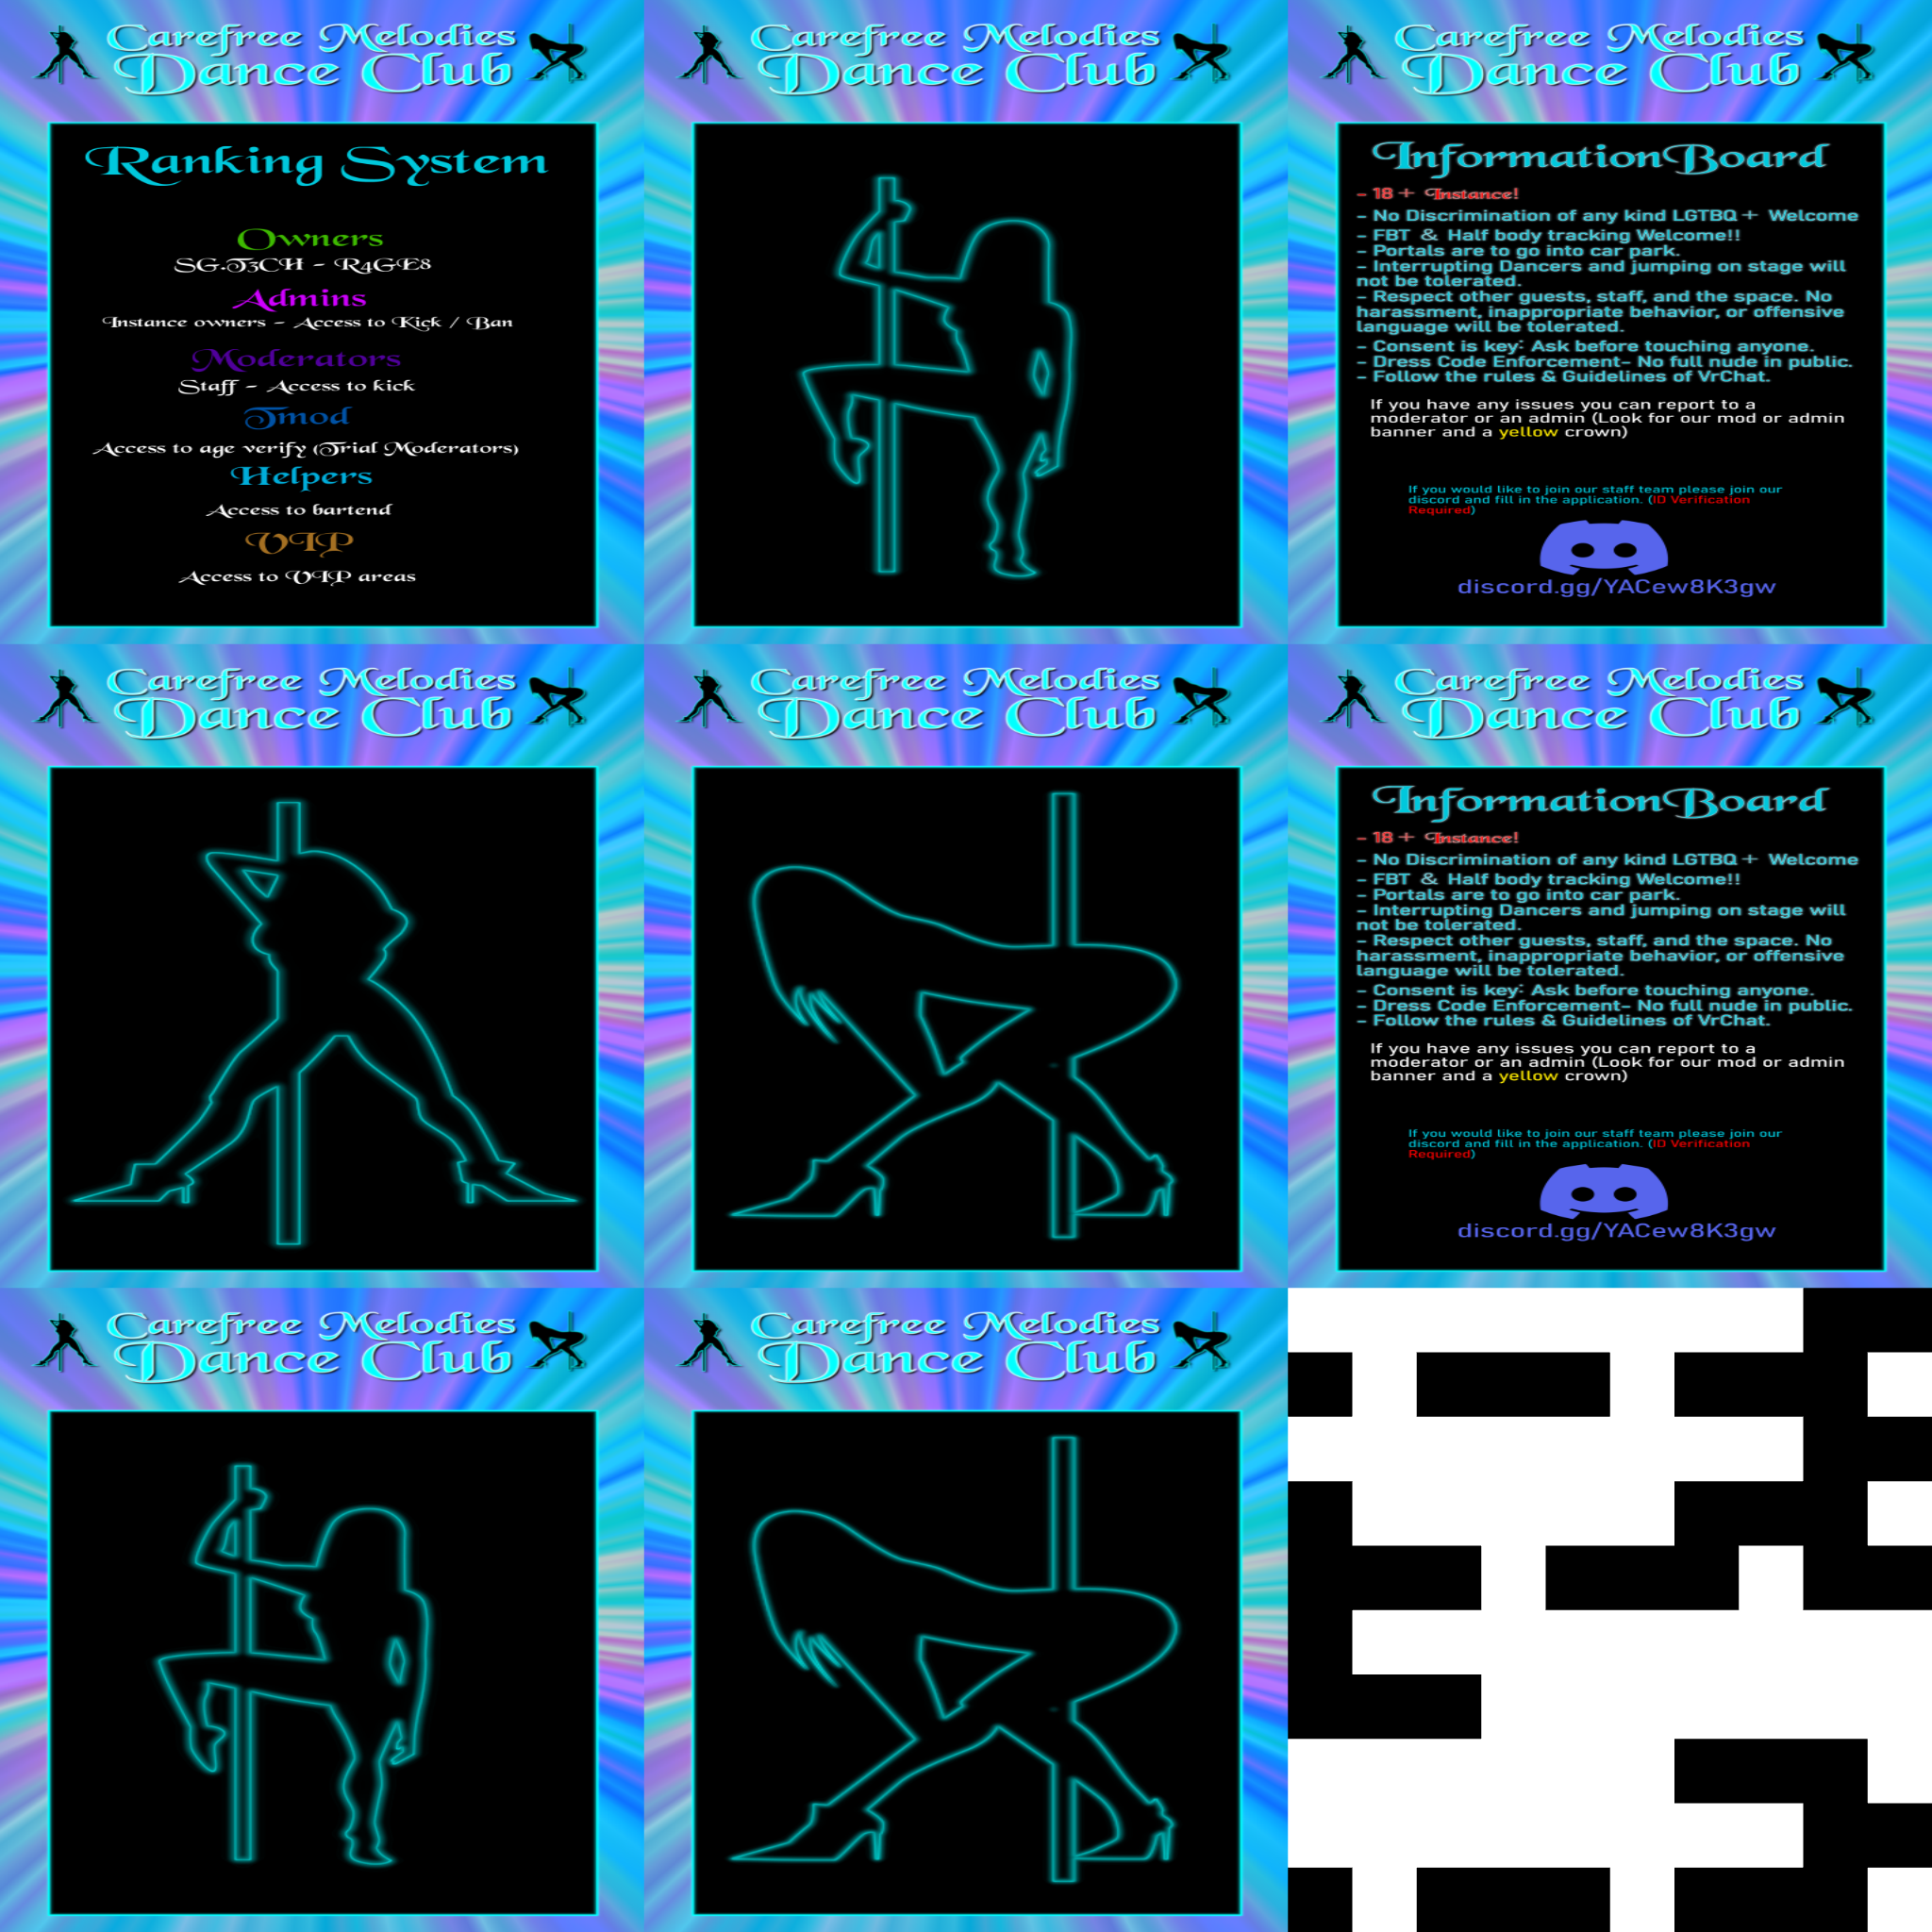 Carefree Melodies
Dance Club
Ranking System
Owners
SG.T3CH - R4GE8
Admins
Instance owners - Access to Kick / Ban
Moderators
Staff - Access to kick
Tmod
Access to age verify (Trial Moderators)
Helpers
Access to bartend
VIP
Access to VIP areas
Carefree Melodies
Dance Club
Carefree Melodies
Dance Club
InformationBoard
- 18+ Instance!
- No Discrimination of any kind LGTBQ+ Welcome
- FBT & Half body tracking Welcome!!
- Portals are to go into car park.
- Interrupting Dancers and jumping on stage will
not be tolerated.
- Respect other guests, staff, and the space. No
harassment, inappropriate behavior, or offensive
language will be tolerated.
- Consent is key: Ask before touching anyone.
- Dress Code Enforcement- No full nude in public.
- Follow the rules & Guidelines of VrChat.
If you have any issues you can report to a
moderator or an admin (Look for our mod or admin
banner and a yellow crown)
If you would like to join our staff team please join our
discord and fill in the application. (ID Verification
Required)
discord.gg/YACew8K3gw
Carefree Melodies
Dance Club
Carefree Melodies
Dance Club
Carefree Melodies
Dance Club
InformationBoard
- 18+ Instance!
- No Discrimination of any kind LGTBQ+ Welcome
- FBT & Half body tracking Welcome!!
- Portals are to go into car park.
- Interrupting Dancers and jumping on stage will
not be tolerated.
- Respect other guests, staff, and the space. No
harassment, inappropriate behavior, or offensive
language will be tolerated.
- Consent is key: Ask before touching anyone.
- Dress Code Enforcement- No full nude in public.
- Follow the rules & Guidelines of VrChat.
If you have any issues you can report to a
moderator or an admin (Look for our mod or admin
banner and a yellow crown)
If you would like to join our staff team please join our
discord and fill in the application. (ID Verification
Required)
discord.gg/YACew8K3gw
Carefree Melodies
Dance Club
Carefree Melodies
Dance Club